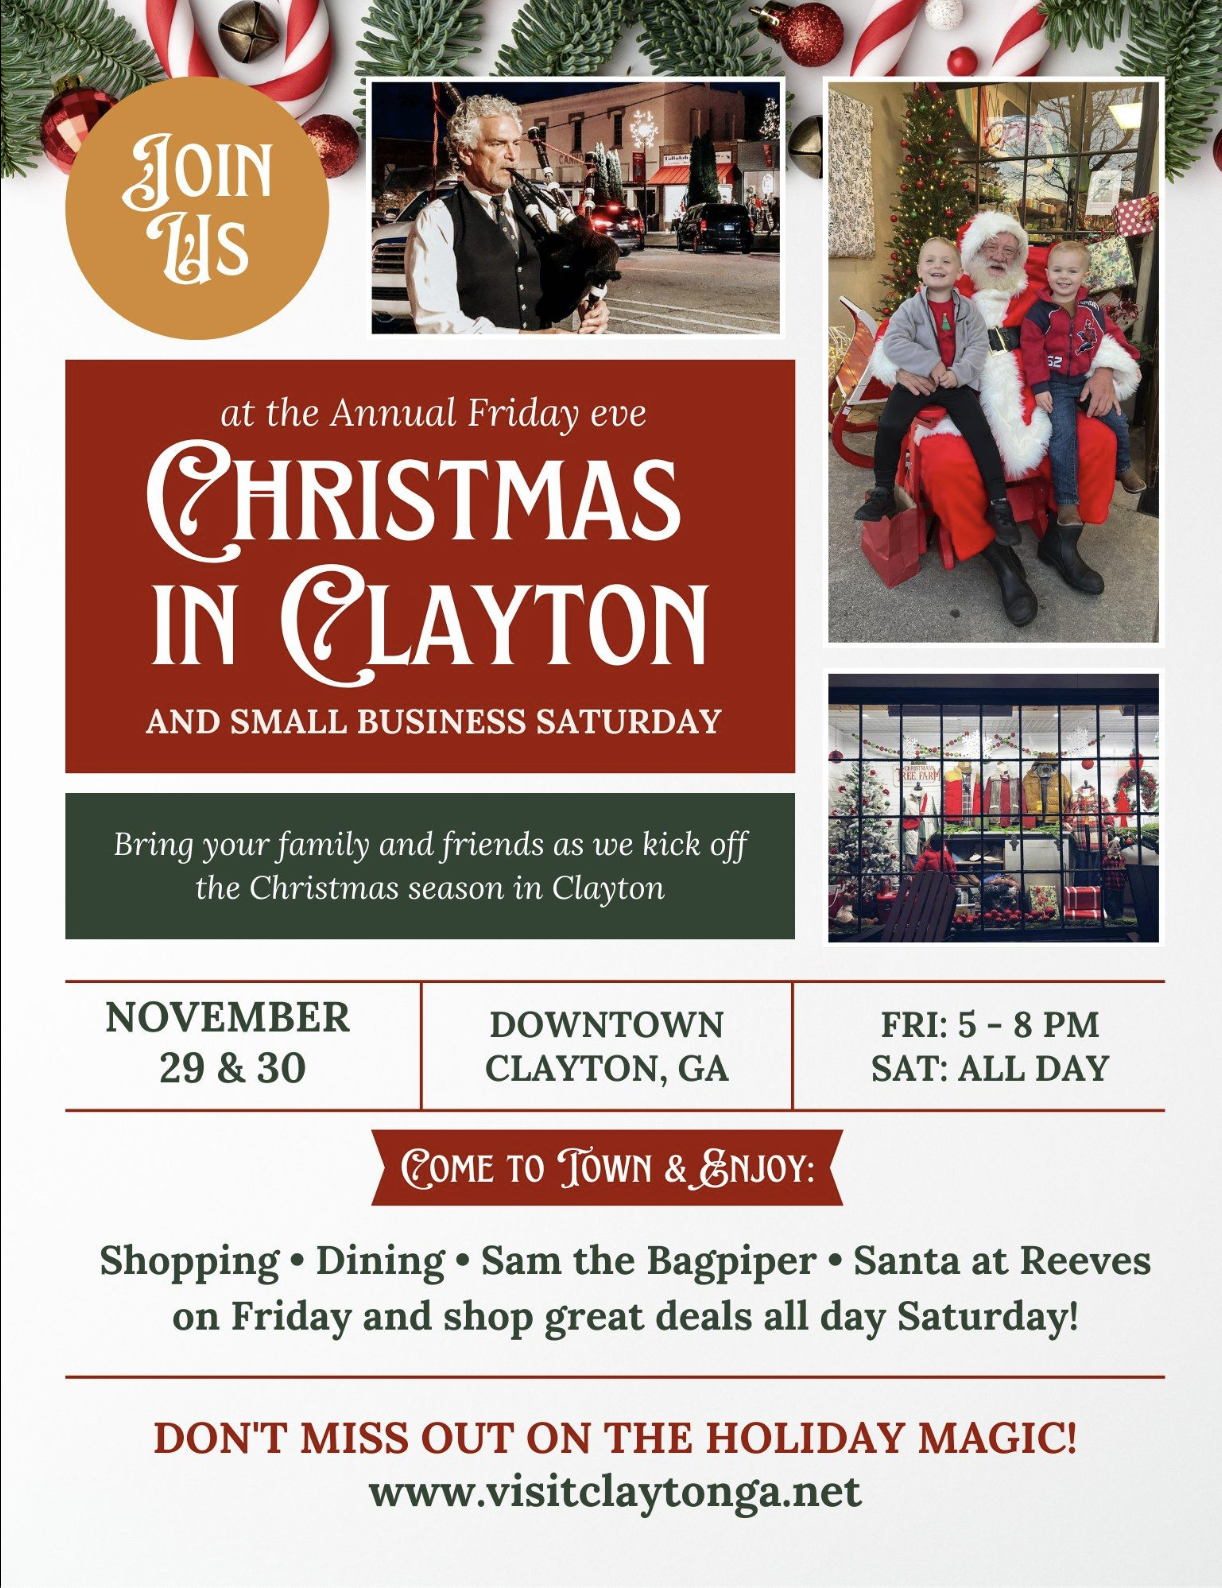 JOIN
US
at the Annual Friday eve
CHRISTMAS
IN CLAYTON
AND SMALL BUSINESS SATURDAY
Bring your family and friends as we kick off
the Christmas season in Clayton
CHRISTMAS
TREE FARM
NOVEMBER
29 & 30
DOWNTOWN
CLAYTON, GA
FRI: 5 - 8 PM
SAT: ALL DAY
COME TO TOWN & ENJOY:
Shopping • Dining • Sam the Bagpiper • Santa at Reeves
on Friday and shop great deals all day Saturday!
DON'T MISS OUT ON THE HOLIDAY MAGIC!
www.visitclaytonga.net